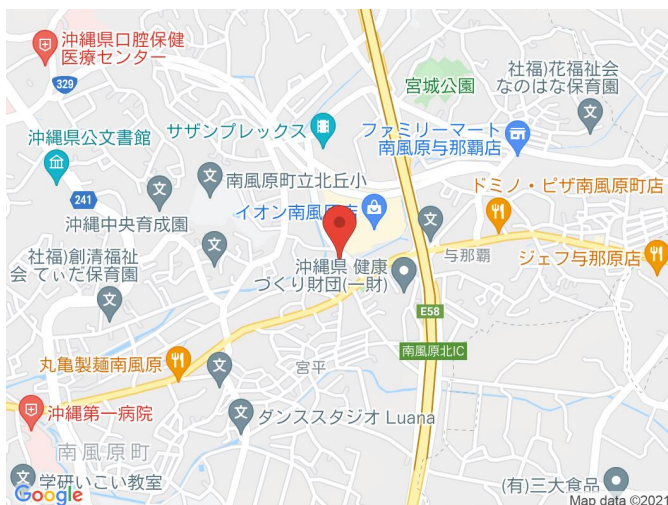 沖縄県口腔保健
医療センター
329
沖縄県公文書館
サザンプレックス
宮城公園
社福)花福祉会
なのはな保育園
ファミリーマート
南風原与那覇店
241
沖縄中央育成園
南風原町立北丘小
イオン南風原店
ドミノ・ピザ南風原町店
社福)創清福祉
会 てぃだ保育園
沖縄県 健康
づくり財団(一財)
与那覇
ジェフ与那原店
E58
南風原北IC
丸亀製麺南風原
宮平
沖縄第一病院
ダンススタジオ Luana
南風原町
学研いこい教室
(有)三大食品
Google
Map data ©2021